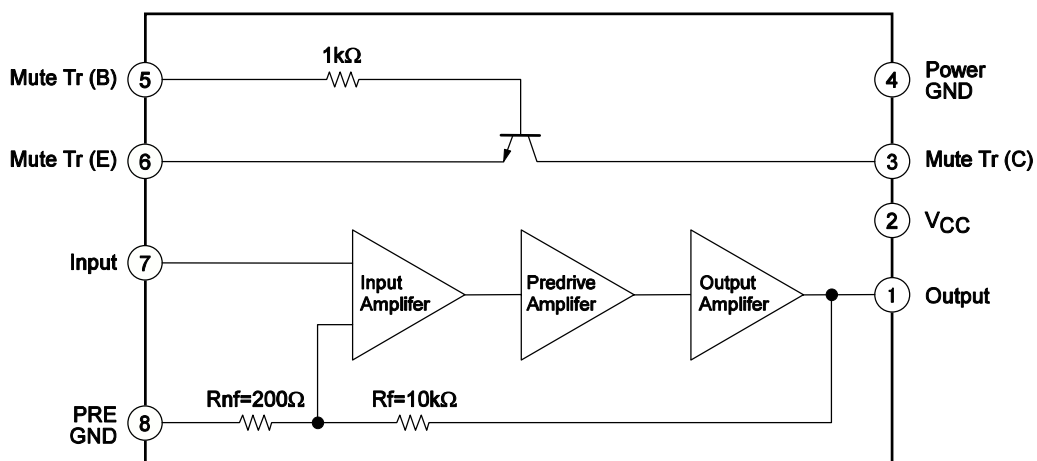 1kΩ
Mute Tr (B)
5
4
Power
GND
Mute Tr (E)
6
3
Mute Tr (C)
2
VCC
Input
7
Input
Amplifer
Predrive
Amplifer
Output
Amplifer
1
Output
Rnf=200Ω
Rf=10kΩ
PRE
GND
8